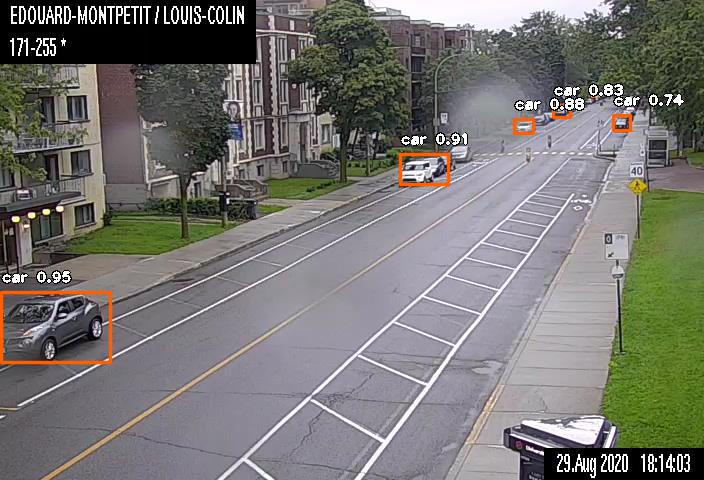 EDOUARD-MONTPETIT / LOUIS-COLIN
171-255 *
car 0.83
car 0.88
car 0.74
car 0.91
40
car 0.95
29.Aug 2020 18:14:03